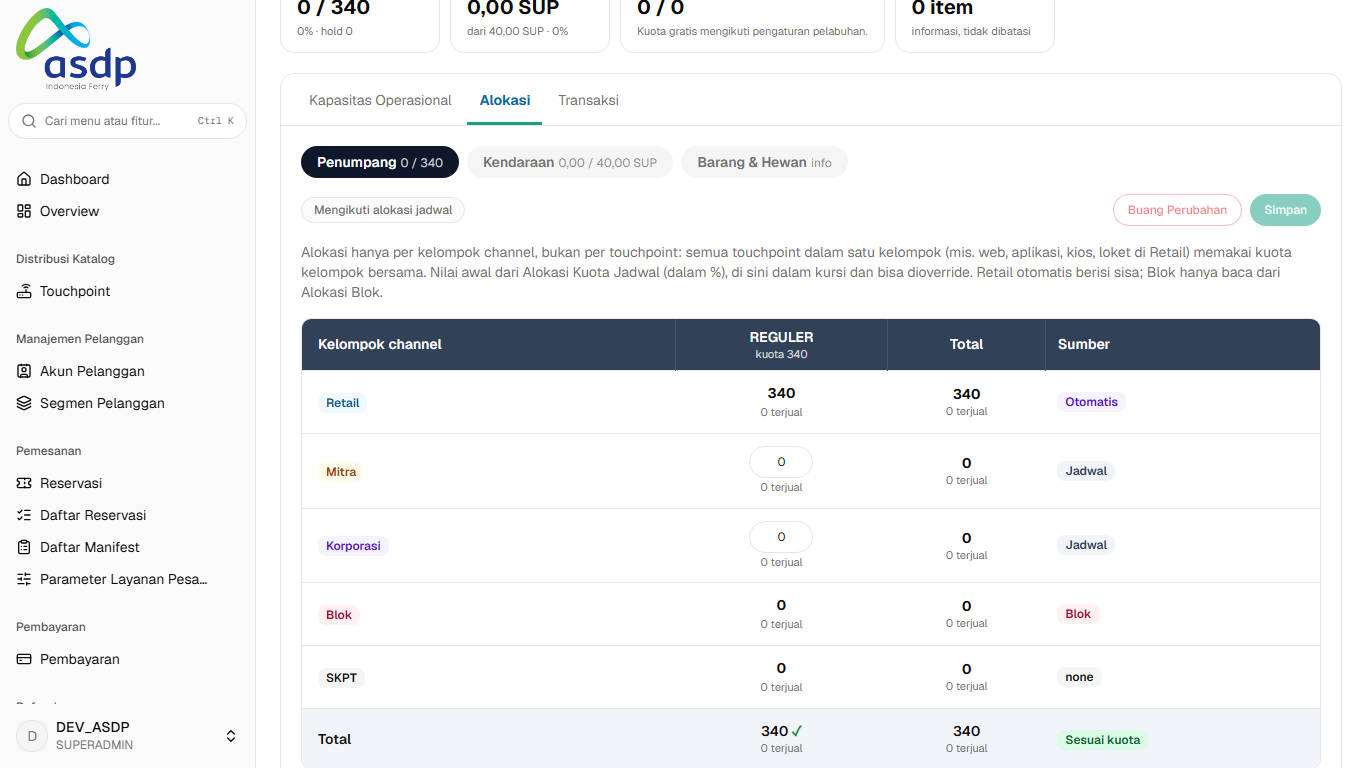 asdp
Indonesia Ferry
Cari menu atau fitur... Ctrl K
Dashboard
Overview
Distribusi Katalog
Touchpoint
Manajemen Pelanggan
Akun Pelanggan
Segmen Pelanggan
Pemesanan
Reservasi
Daftar Reservasi
Daftar Manifest
Parameter Layanan Pesa...
Pembayaran
Pembayaran
D
DEV_ASDP
SUPERADMIN
0 / 340
0% · hold 0
0,00 SUP
dari 40,00 SUP · 0%
0 / 0
Kuota gratis mengikuti pengaturan pelabuhan.
0 item
informasi, tidak dibatasi
Kapasitas Operasional Alokasi Transaksi
Penumpang 0 / 340 Kendaraan 0,00 / 40,00 SUP Barang & Hewan info
Mengikuti alokasi jadwal Buang Perubahan Simpan
Alokasi hanya per kelompok channel, bukan per touchpoint: semua touchpoint dalam satu kelompok (mis. web, aplikasi, kios, loket di Retail) memakai kuota
kelompok bersama. Nilai awal dari Alokasi Kuota Jadwal (dalam %), di sini dalam kursi dan bisa dioverride. Retail otomatis berisi sisa; Blok hanya baca dari
Alokasi Blok.
Kelompok channel REGULER Total Sumber
kuota 340
Retail 340 340 Otomatis
0 terjual 0 terjual
Mitra 0 0 Jadwal
0 terjual 0 terjual
Korporasi 0 0 Jadwal
0 terjual 0 terjual
Blok 0 0 Blok
0 terjual 0 terjual
SKPT 0 0 none
0 terjual 0 terjual
Total 340 ✓ 340 Sesuai kuota
0 terjual 0 terjual